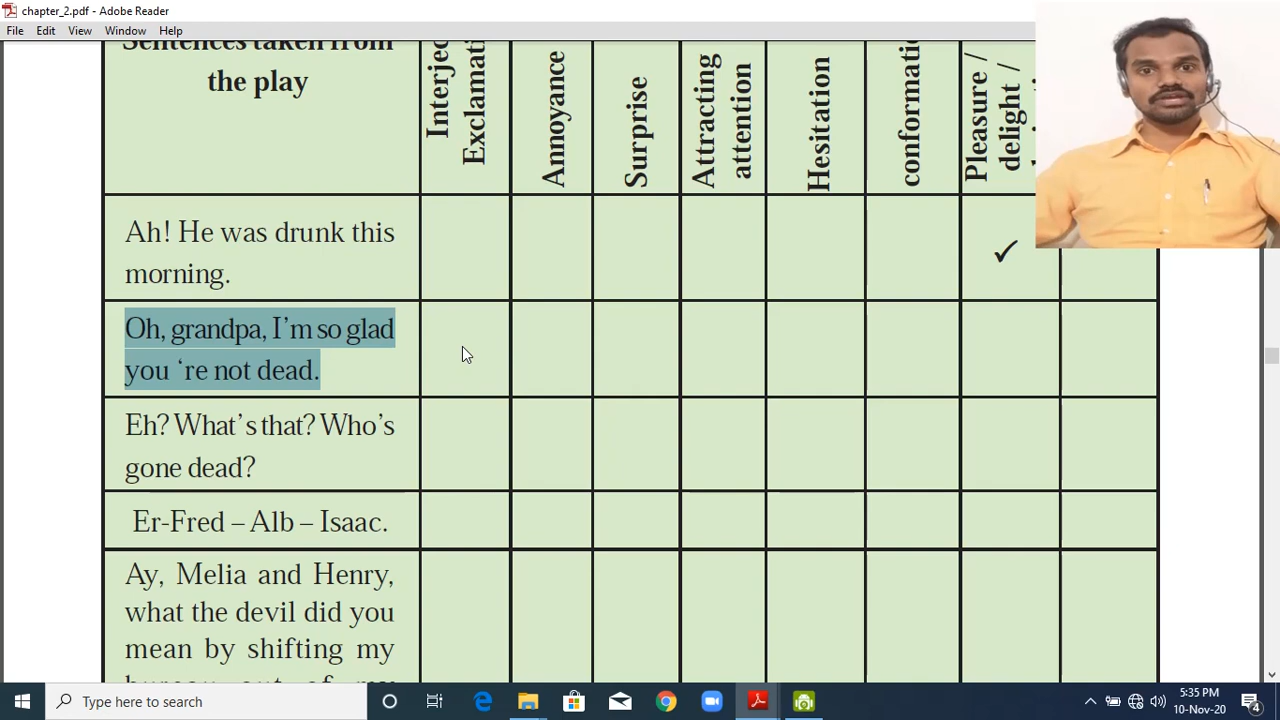 chapter_2.pdf - Adobe Reader
File Edit View Window Help
Sentences taken from
the play
Annoyance
Surprise
Attracting
attention
Hesitation
Pleasure /
delight /
Ah! He was drunk this
morning.
✓
Oh, grandpa, I’m so glad
you ‘re not dead.
Eh? What’s that? Who’s
gone dead?
Er-Fred – Alb – Isaac.
Ay, Melia and Henry,
what the devil did you
mean by shifting my
Type here to search
5:35 PM
10-Nov-20
4